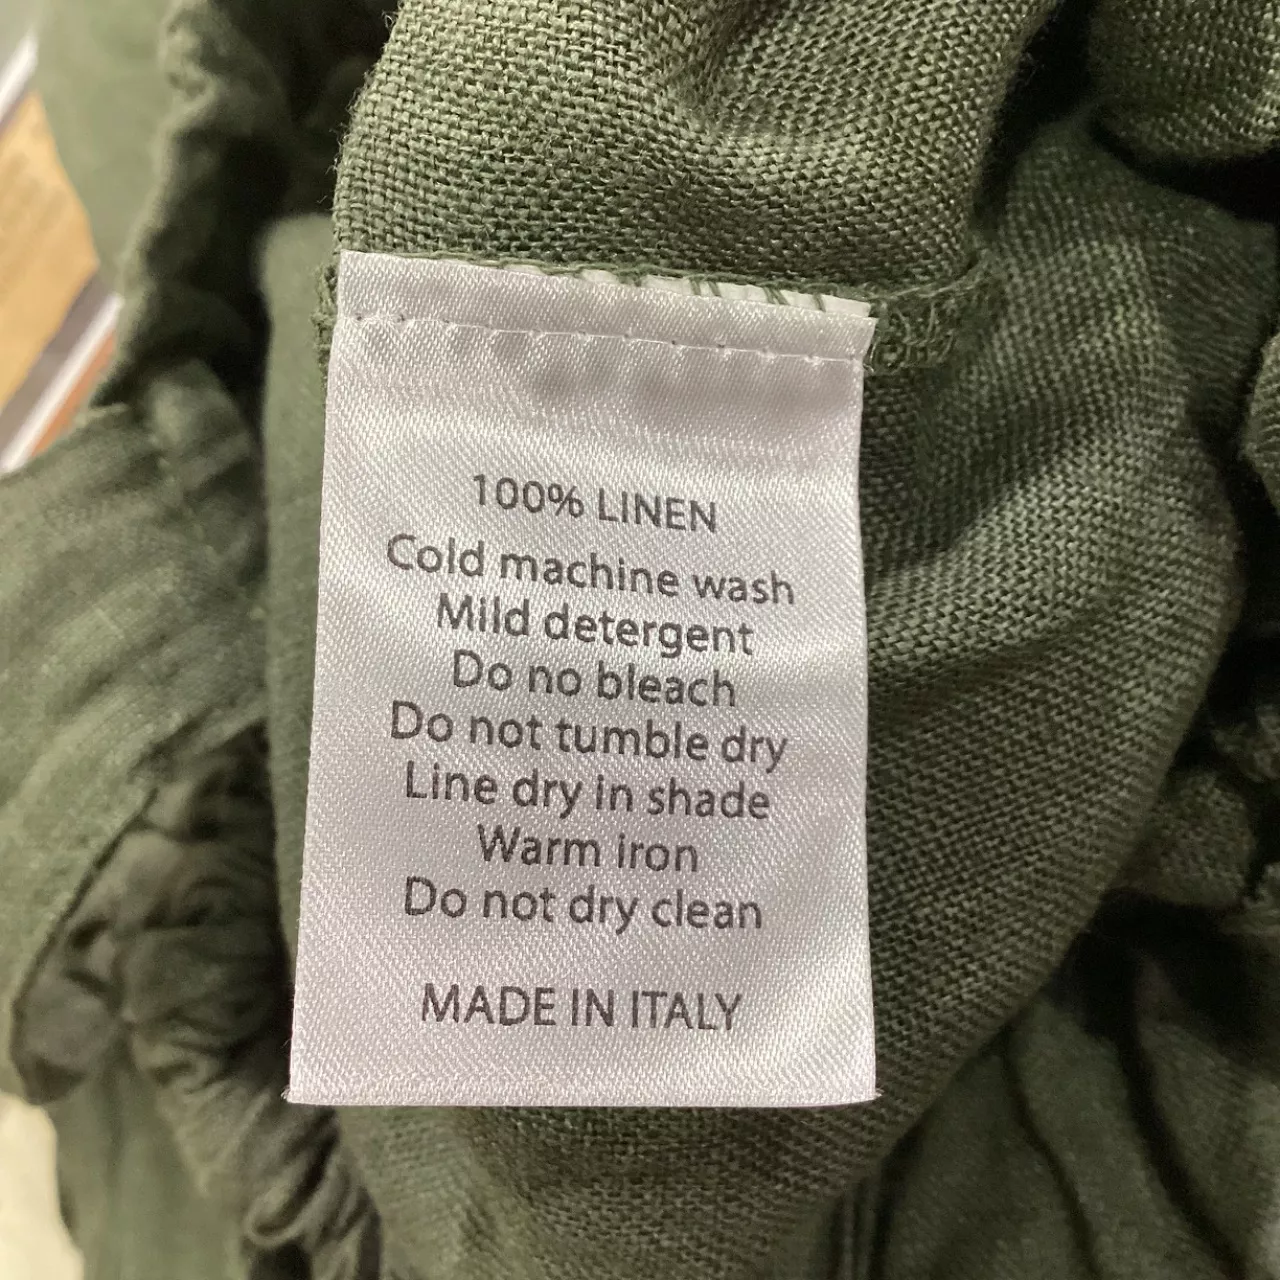 100% LINEN
Cold machine wash
Mild detergent
Do no bleach
Do not tumble dry
Line dry in shade
Warm iron
Do not dry clean
MADE IN ITALY